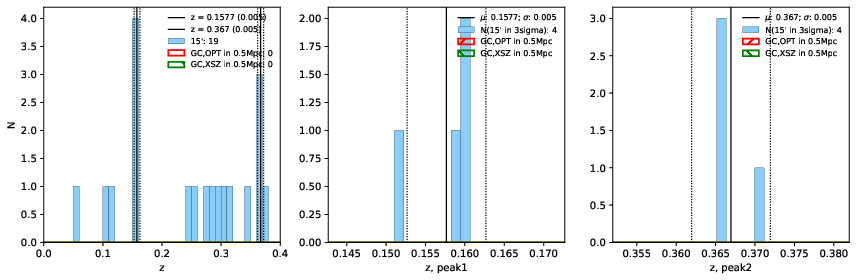 z = 0.1577 (0.005)
z = 0.367 (0.005)
15': 19
GC,OPT in 0.5Mpc: 0
GC,XSZ in 0.5Mpc: 0
4.0
3.5
3.0
2.5
2.0
1.5
1.0
0.5
0.0
N
0.0 0.1 0.2 0.3 0.4
z
μ: 0.1577; σ: 0.005
N(15' in 3sigma): 4
GC,OPT in 0.5Mpc
GC,XSZ in 0.5Mpc
2.00
1.75
1.50
1.25
1.00
0.75
0.50
0.25
0.00
0.145 0.150 0.155 0.160 0.165 0.170
z, peak1
μ: 0.367; σ: 0.005
N(15' in 3sigma): 4
GC,OPT in 0.5Mpc
GC,XSZ in 0.5Mpc
3.0
2.5
2.0
1.5
1.0
0.5
0.0
0.355 0.360 0.365 0.370 0.375 0.380
z, peak2